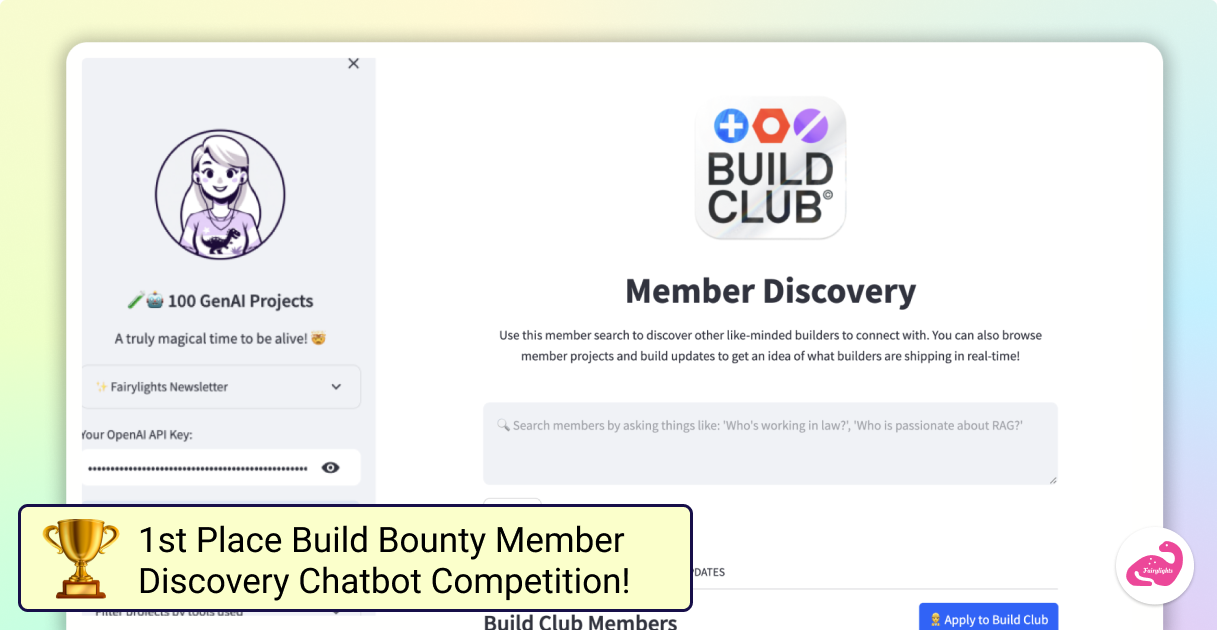 100 GenAI Projects
A truly magical time to be alive!
Fairylights Newsletter
Your OpenAI API Key:
BUILD
CLUB©
Member Discovery
Use this member search to discover other like-minded builders to connect with. You can also browse
member projects and build updates to get an idea of what builders are shipping in real-time!
Search members by asking things like: 'Who's working in law?', 'Who is passionate about RAG?'
1st Place Build Bounty Member
Discovery Chatbot Competition!
Filter projects by tools used
Build Club Members
Apply to Build Club
Fairylights